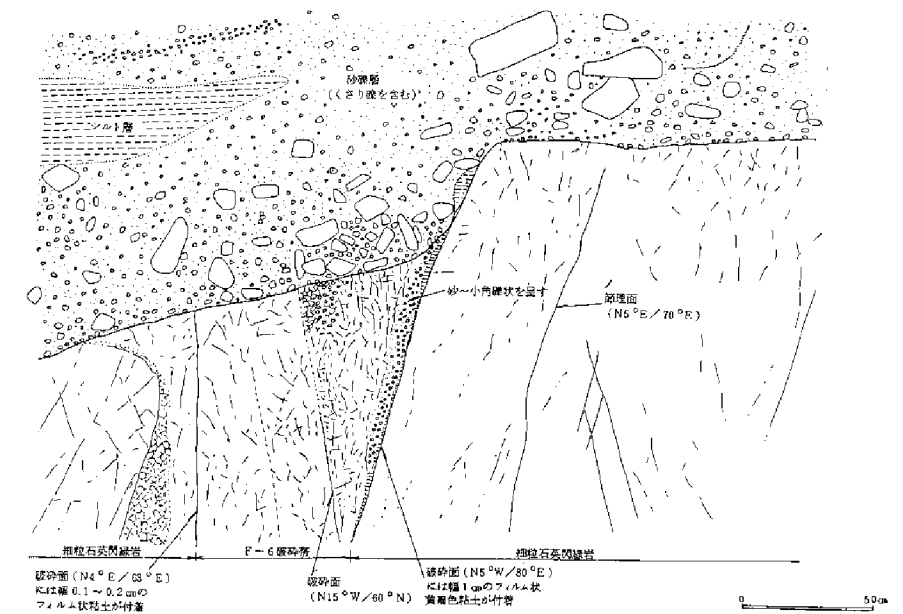 砂礫層
(くさり礫を含む)
シルト層
砂～小角礫状を呈す
節理面
(N5°E/70°E)
細粒石英閃緑岩
F-6破砕帯
細粒石英閃緑岩
破砕面(N4°E/63°E)
には幅0.1～0.2㎝の
フィルム状粘土が付着
破砕面
(N15°W/60°N)
破砕面(N5°W/80°E)
には幅1㎝のフィルム状
黄褐色粘土が付着
0 50㎝